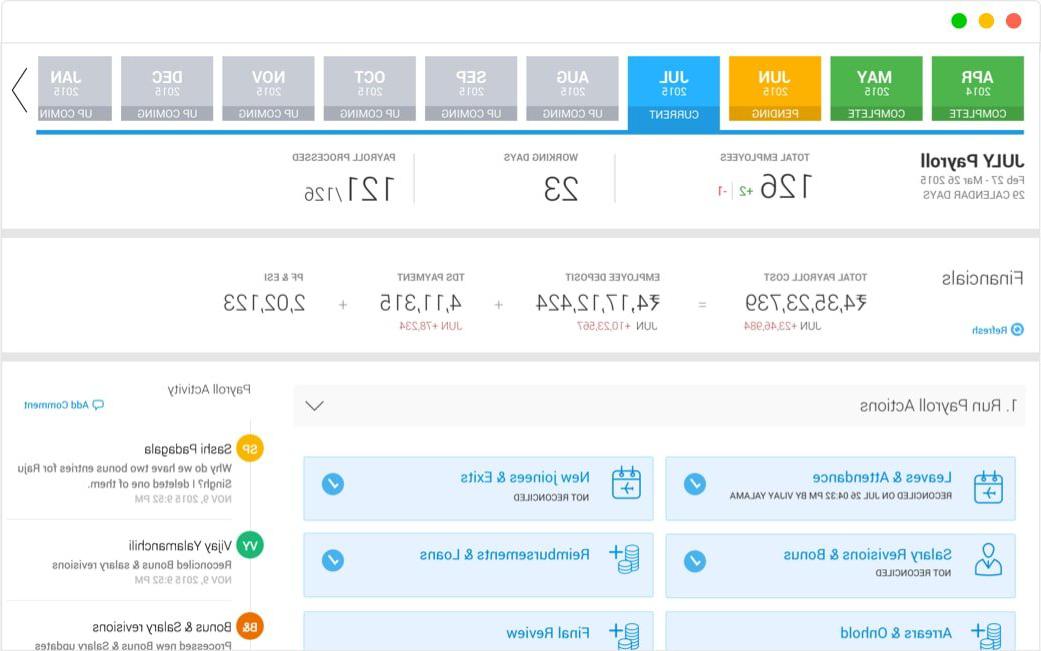 APR
2014
COMPLETE
MAY
2015
COMPLETE
JUN
2015
PENDING
JUL
2015
CURRENT
AUG
2015
UP COMING
SEP
2015
UP COMING
OCT
2015
UP COMING
NOV
2015
UP COMING
DEC
2015
UP COMING
JAN
2015
UP COMIN
JULY Payroll
Feb 27 - Mar 26 2015
29 CALENDAR DAYS
TOTAL EMPLOYEES
126 +2 -1
WORKING DAYS
23
PAYROLL PROCESSED
121/126
Financials
Refresh
TOTAL PAYROLL COST
₹4,35,23,739
JUN +23,46,984
=
EMPLOYEE DEPOSIT
₹4,17,12,424
JUN +10,23,567
+
TDS PAYMENT
4,11,315
JUN +78,234
+
PF & ESI
2,02,123
1. Run Payroll Actions
Leaves & Attendance
RECONCILED ON JUL 26 04:32 PM BY VIJAY YALAMA
New joinees & Exits
NOT RECONCILED
Salary Revisions & Bonus
NOT RECONCILED
Reimbursements & Loans
Arrears & Onhold
Final Review
Payroll Activity
Add Comment
SP
Sashi Padagala
Why do we have two bonus entries for Raju
Singh? I deleted one of them.
NOV 9, 2015 9:52 PM
VY
Vijay Yalamanchili
Reconciled Bonus & salary revisions
NOV 9, 2015 9:52 PM
B&
Bonus & Salary revisions
Processed new Bonus & Salary updates